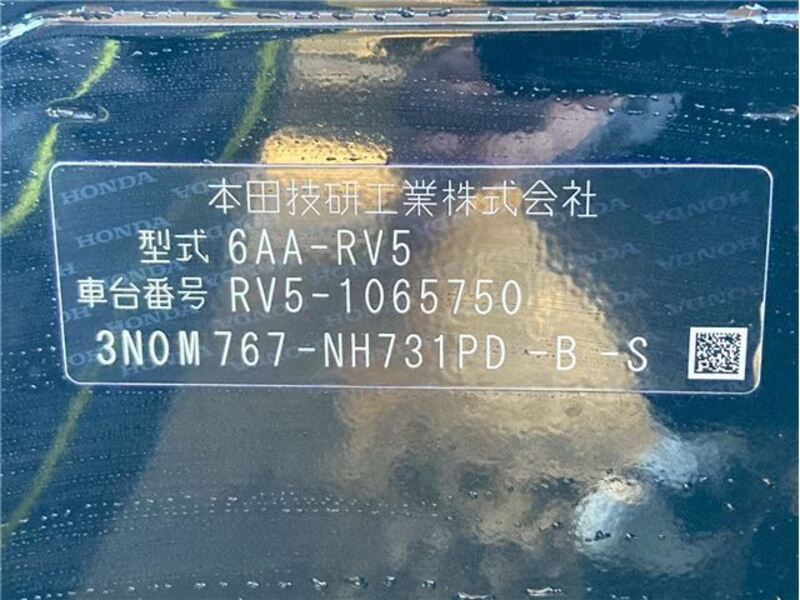 本田技研工業株式会社
型式 6AA-RV5
車台番号 RV5-1065750
3N0M767-NH731PD -B -S